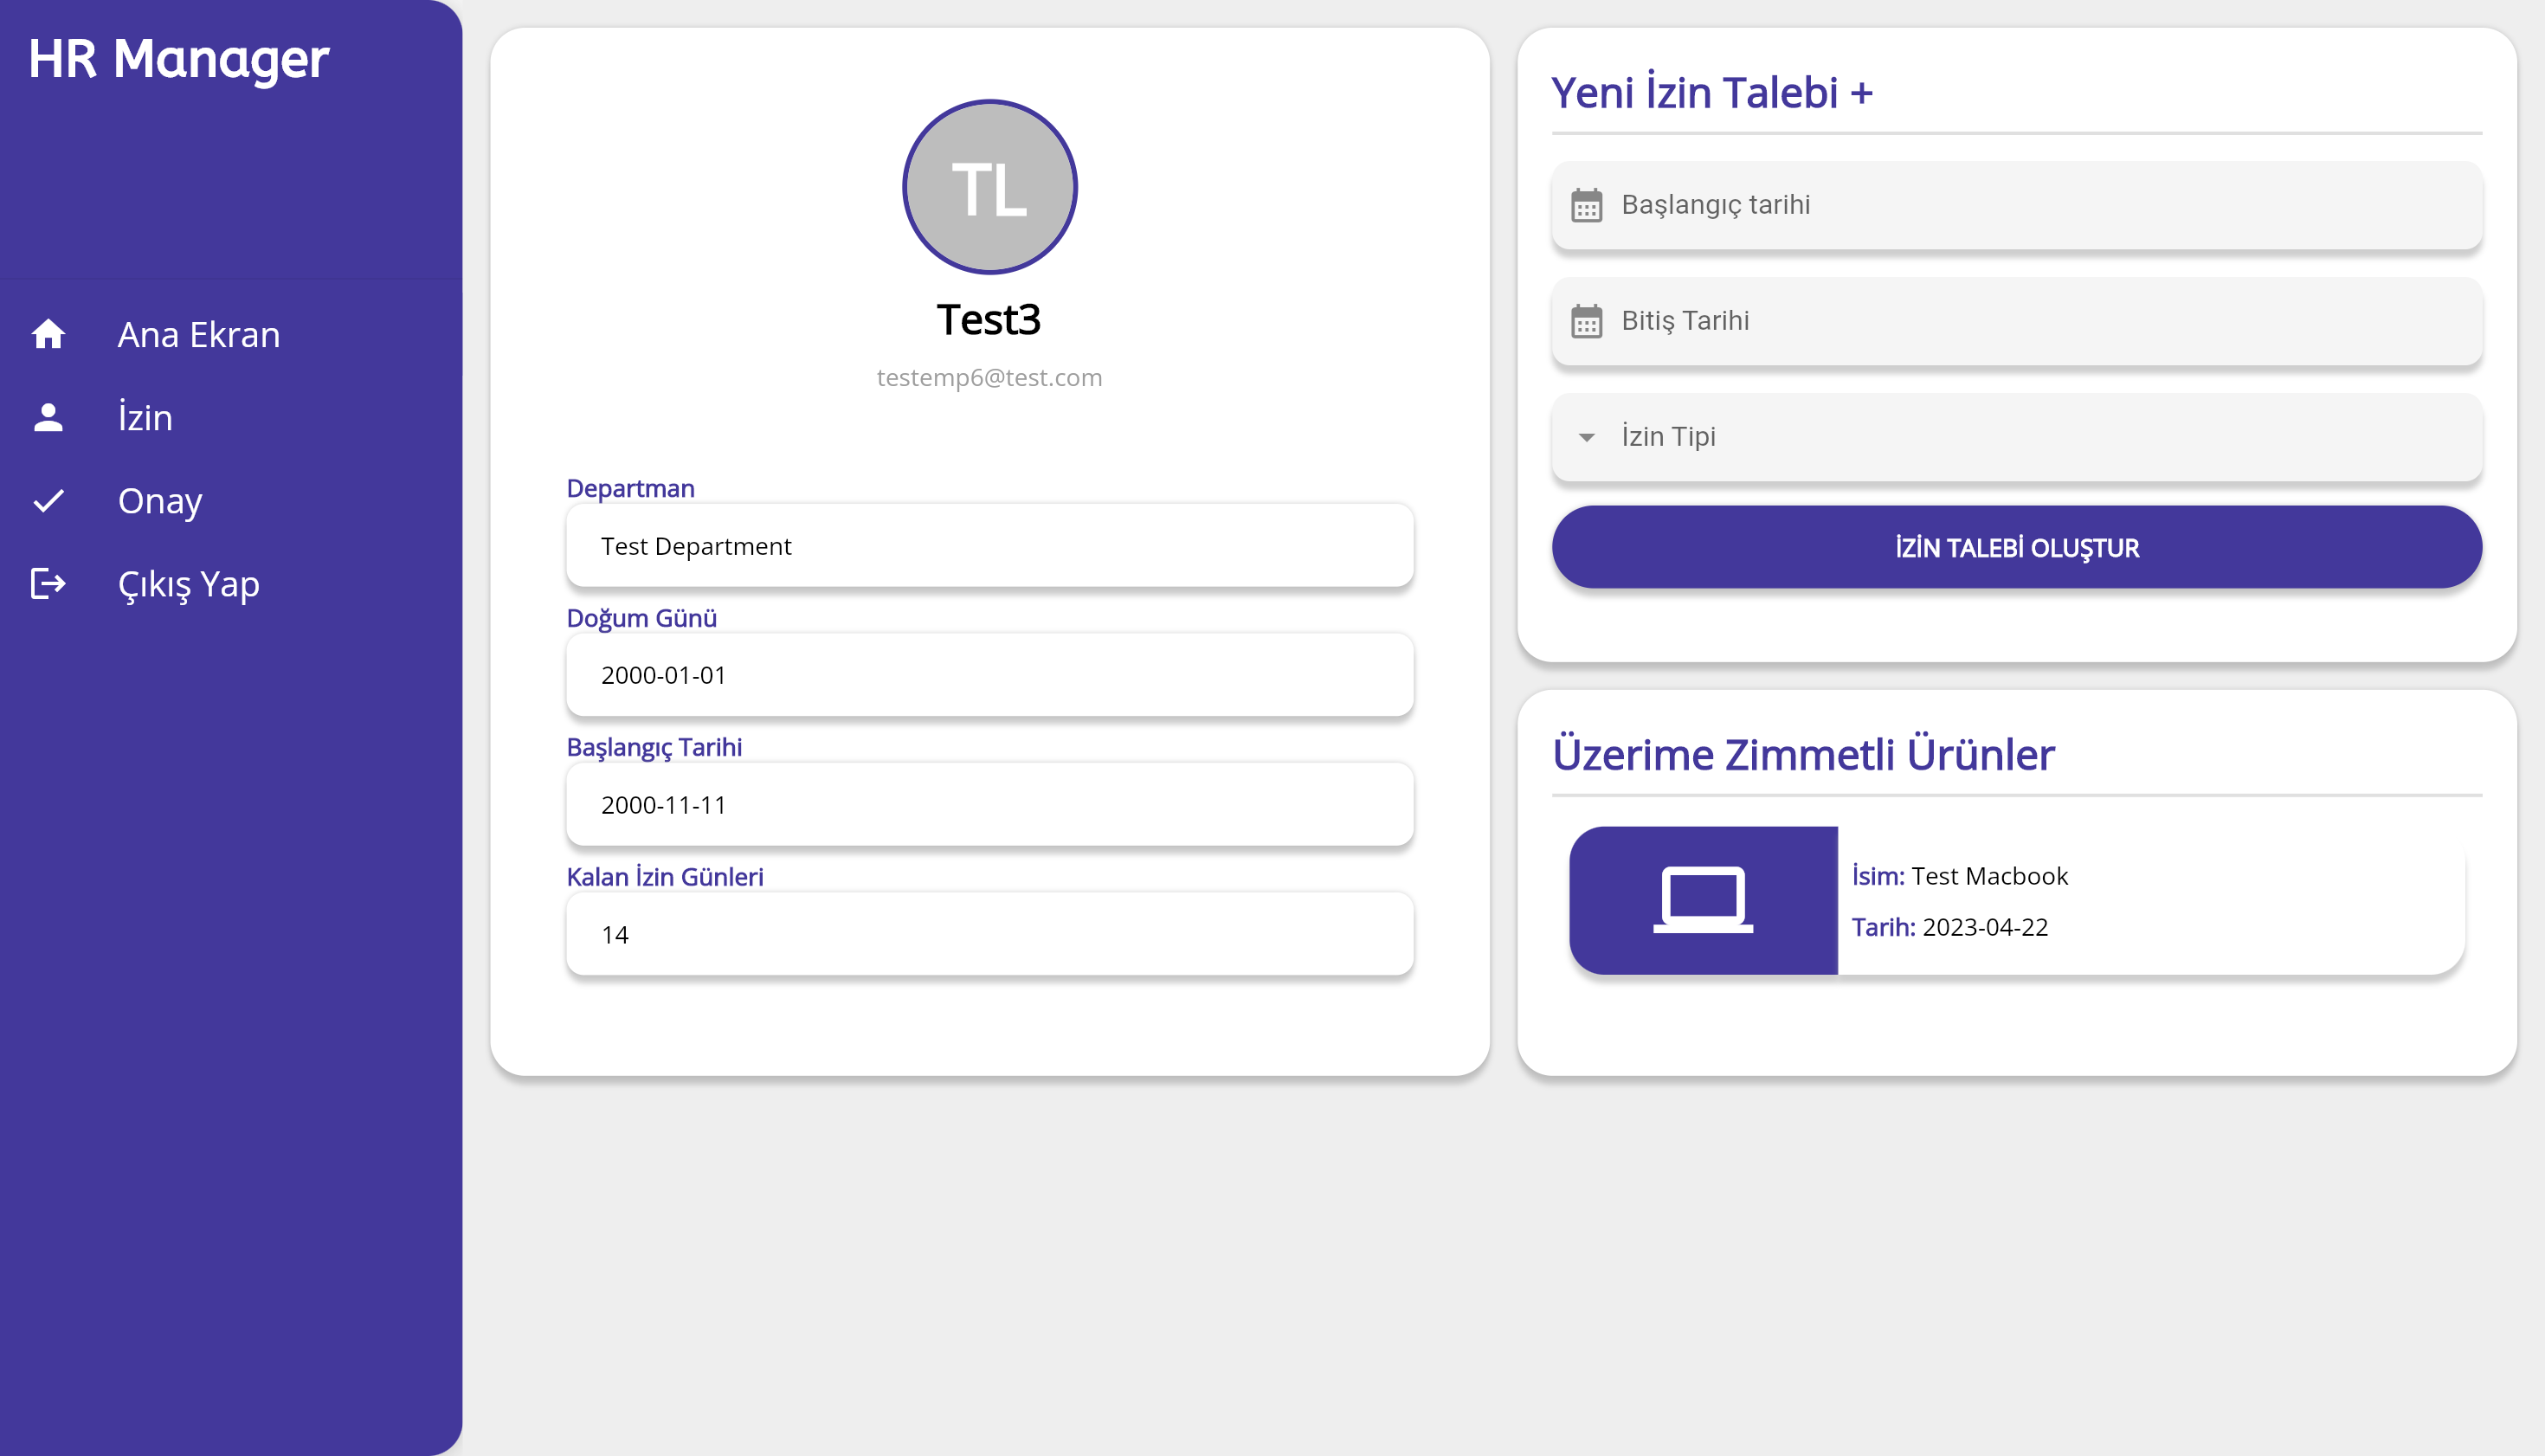 HR Manager
Ana Ekran
İzin
Onay
Çıkış Yap
TL
Test3
testemp6@test.com
Departman
Test Department
Doğum Günü
2000-01-01
Başlangıç Tarihi
2000-11-11
Kalan İzin Günleri
14
Yeni İzin Talebi +
Başlangıç tarihi
Bitiş Tarihi
İzin Tipi
İZİN TALEBİ OLUŞTUR
Üzerime Zimmetli Ürünler
İsim: Test Macbook
Tarih: 2023-04-22